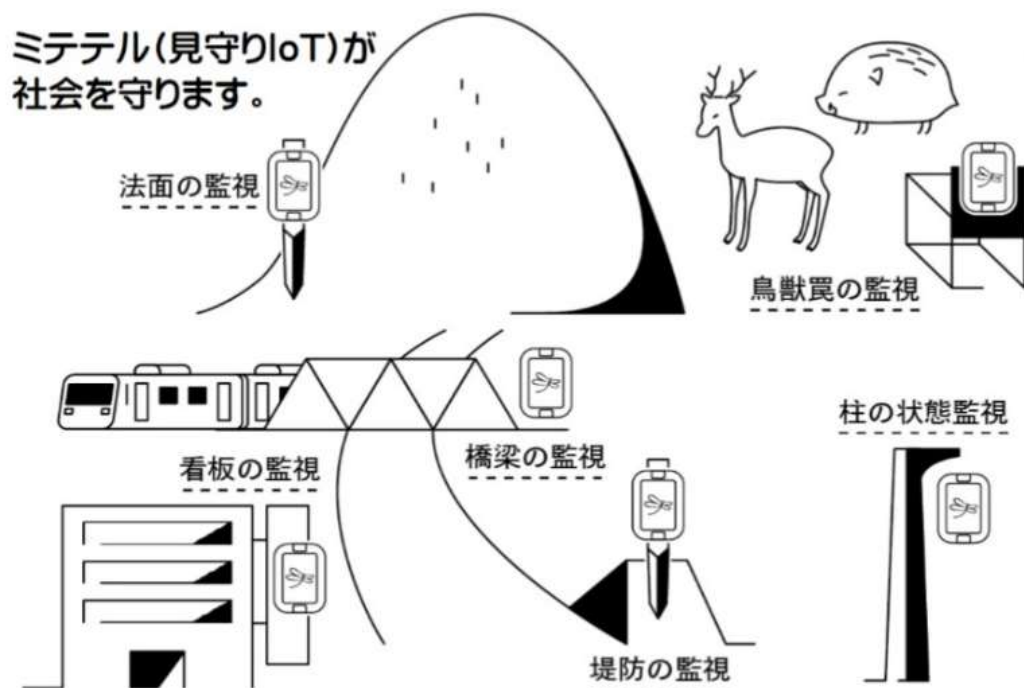 ミテテル(見守りIoT)が
社会を守ります。
法面の監視
鳥獣罠の監視
柱の状態監視
橋梁の監視
看板の監視
堤防の監視